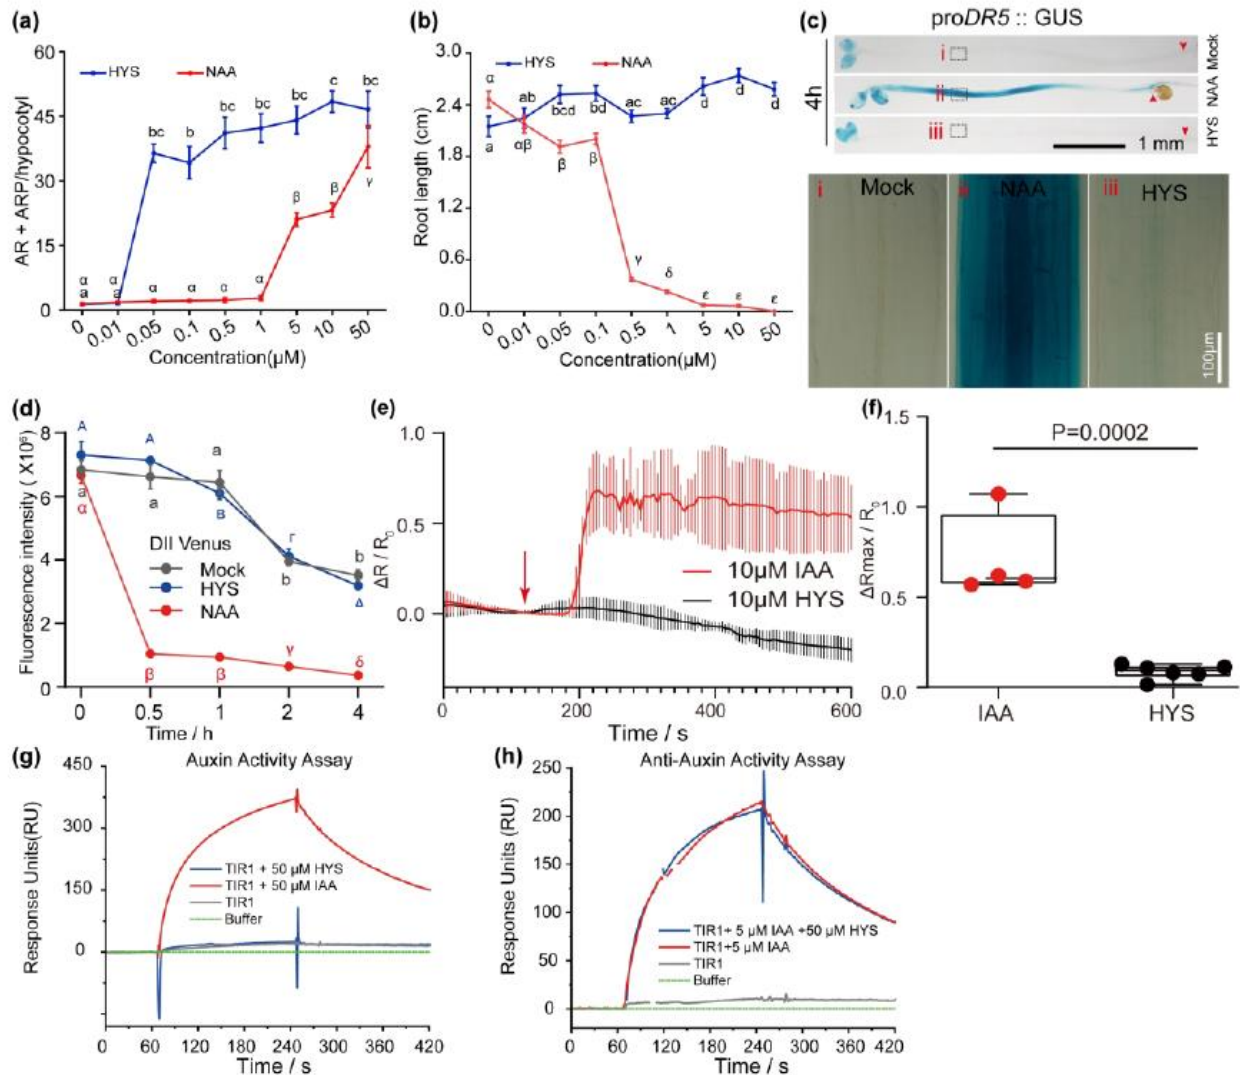 (a)
HYS
NAA
AR + ARP/hypocotyl
60
45
30
15
0
bc
b
bc
bc
bc
c
bc
α
a
α
a
α
α
α
α
β
β
γ
0
0.01
0.05
0.1
0.5
1
5
10
50
Concentration(μM)
(b)
HYS
NAA
Root length (cm)
3.0
2.4
1.8
1.2
0.6
0.0
α
a
ab
αβ
bcd
β
bd
β
ac
γ
ac
δ
d
ε
d
ε
d
ε
0
0.01
0.05
0.1
0.5
1
5
10
50
Concentration(μM)
(c)
proDR5 :: GUS
4h
i
Mock
ii
NAA
iii
HYS
1 mm
i
Mock
ii
NAA
iii
HYS
100μm
(d)
Fluorescence intensity ( X10⁶)
8
6
4
2
0
A
A
a
a
α
a
B
Γ
b
b
Δ
DII Venus
Mock
HYS
NAA
β
β
γ
δ
0
0.5
1
2
4
Time / h
(e)
ΔR / R₀
1.0
0.5
0.0
10μM IAA
10μM HYS
0
200
400
600
Time / s
(f)
ΔRmax / R₀
1.5
1.0
0.5
0.0
P=0.0002
IAA
HYS
(g)
Auxin Activity Assay
Response Units(RU)
450
300
150
0
TIR1 + 50 μM HYS
TIR1 + 50 μM IAA
TIR1
Buffer
0
60
120
180
240
300
360
420
Time / s
(h)
Anti-Auxin Activity Assay
Response Units (RU)
250
200
150
100
50
0
TIR1+ 5 μM IAA +50 μM HYS
TIR1+5 μM IAA
TIR1
Buffer
0
60
120
180
240
300
360
420
Time / s